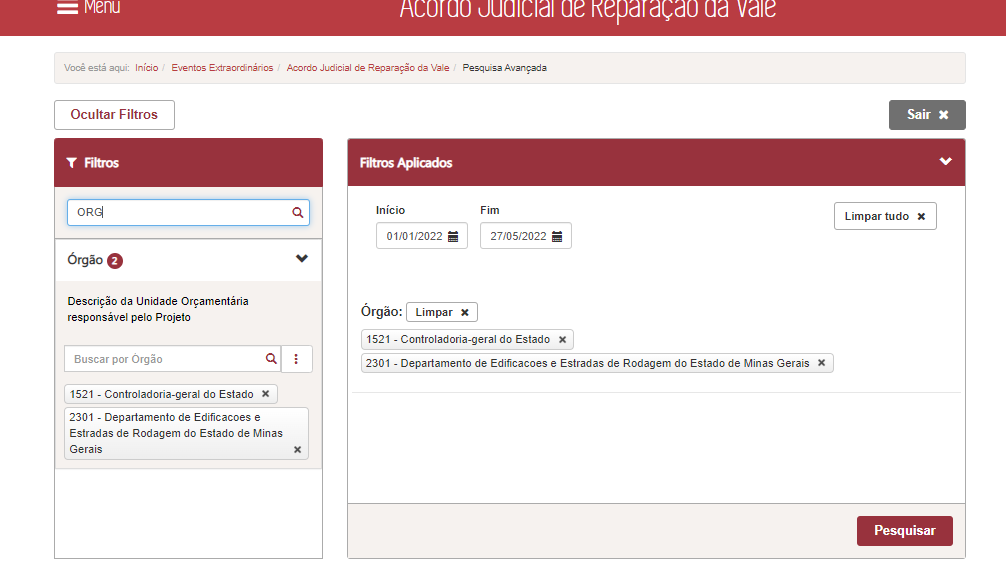 Menu
Acordo Judicial de Reparação da Vale
Você está aqui: Início / Eventos Extraordinários / Acordo Judicial de Reparação da Vale / Pesquisa Avançada
Ocultar Filtros
Sair ✖
Filtros
Filtros Aplicados
ORG
Início
Fim
01/01/2022
27/05/2022
Limpar tudo ✖
Órgão 2
Descrição da Unidade Orçamentária
responsável pelo Projeto
Buscar por Órgão
1521 - Controladoria-geral do Estado ✖
2301 - Departamento de Edificacoes e
Estradas de Rodagem do Estado de Minas
Gerais ✖
Órgão: Limpar ✖
1521 - Controladoria-geral do Estado ✖
2301 - Departamento de Edificacoes e Estradas de Rodagem do Estado de Minas Gerais ✖
Pesquisar